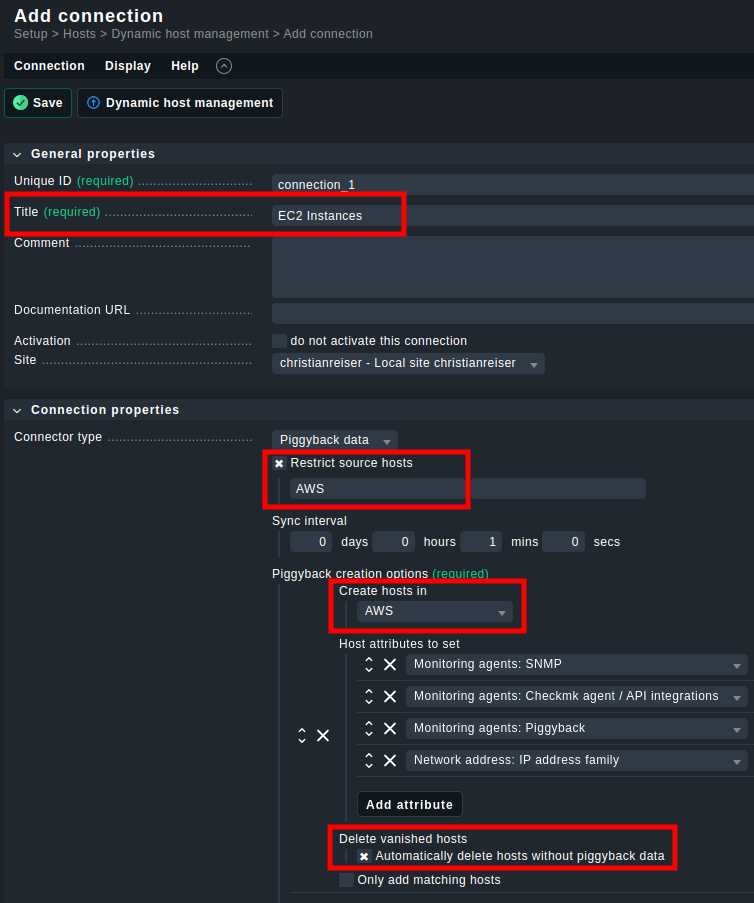 Add connection
Setup > Hosts > Dynamic host management > Add connection
Connection Display Help
Save Dynamic host management
General properties
Unique ID (required) connection_1
Title (required) EC2 Instances
Comment
Documentation URL
Activation do not activate this connection
Site christianreiser - Local site christianreiser
Connection properties
Connector type Piggyback data
Restrict source hosts
AWS
Sync interval
0 days 0 hours 1 mins 0 secs
Piggyback creation options (required)
Create hosts in
AWS
Host attributes to set
Monitoring agents: SNMP
Monitoring agents: Checkmk agent / API integrations
Monitoring agents: Piggyback
Network address: IP address family
Add attribute
Delete vanished hosts
Automatically delete hosts without piggyback data
Only add matching hosts